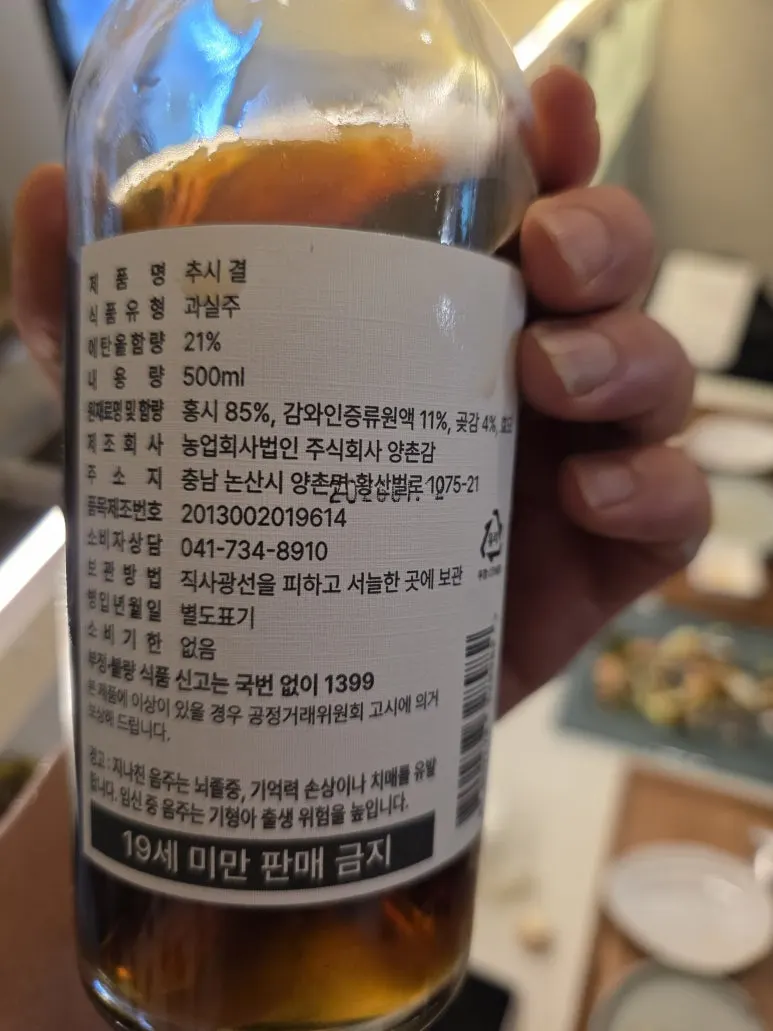 제품명 추시 결
식품유형 과실주
에탄올함량 21%
내용량 500ml
원재료명 및 함량 홍시 85%, 감와인증류원액 11%, 곶감 4%,
제조회사 농업회사법인 주식회사 양촌감
주소지 충남 논산시 양촌면 황산벌로 1075-21
품목제조번호 2013002019614
소비자상담 041-734-8910
보관방법 직사광선을 피하고 서늘한 곳에 보관
병입년월일 별도표기
소비기한 없음
부정·불량 식품 신고는 국번 없이 1399
본 제품에 이상이 있을 경우 공정거래위원회 고시에 의거
보상해 드립니다.
경고 : 지나친 음주는 뇌졸중, 기억력 손상이나 치매를 유발
합니다. 임신 중 음주는 기형아 출생 위험을 높입니다.
19세 미만 판매 금지